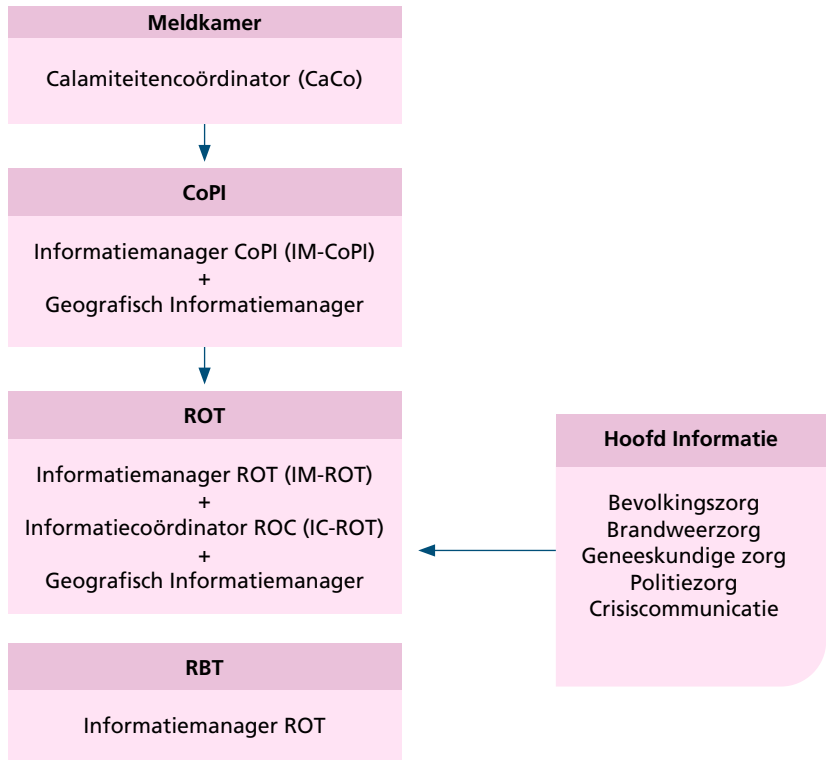 Meldkamer
Calamiteitencoördinator (CaCo)
CoPI
Informatiemanager CoPI (IM-CoPI)
+
Geografisch Informatiemanager
ROT
Informatiemanager ROT (IM-ROT)
+
Informatiecoördinator ROC (IC-ROT)
+
Geografisch Informatiemanager
Hoofd Informatie
Bevolkingszorg
Brandweerzorg
Geneeskundige zorg
Politiezorg
Crisiscommunicatie
RBT
Informatiemanager ROT